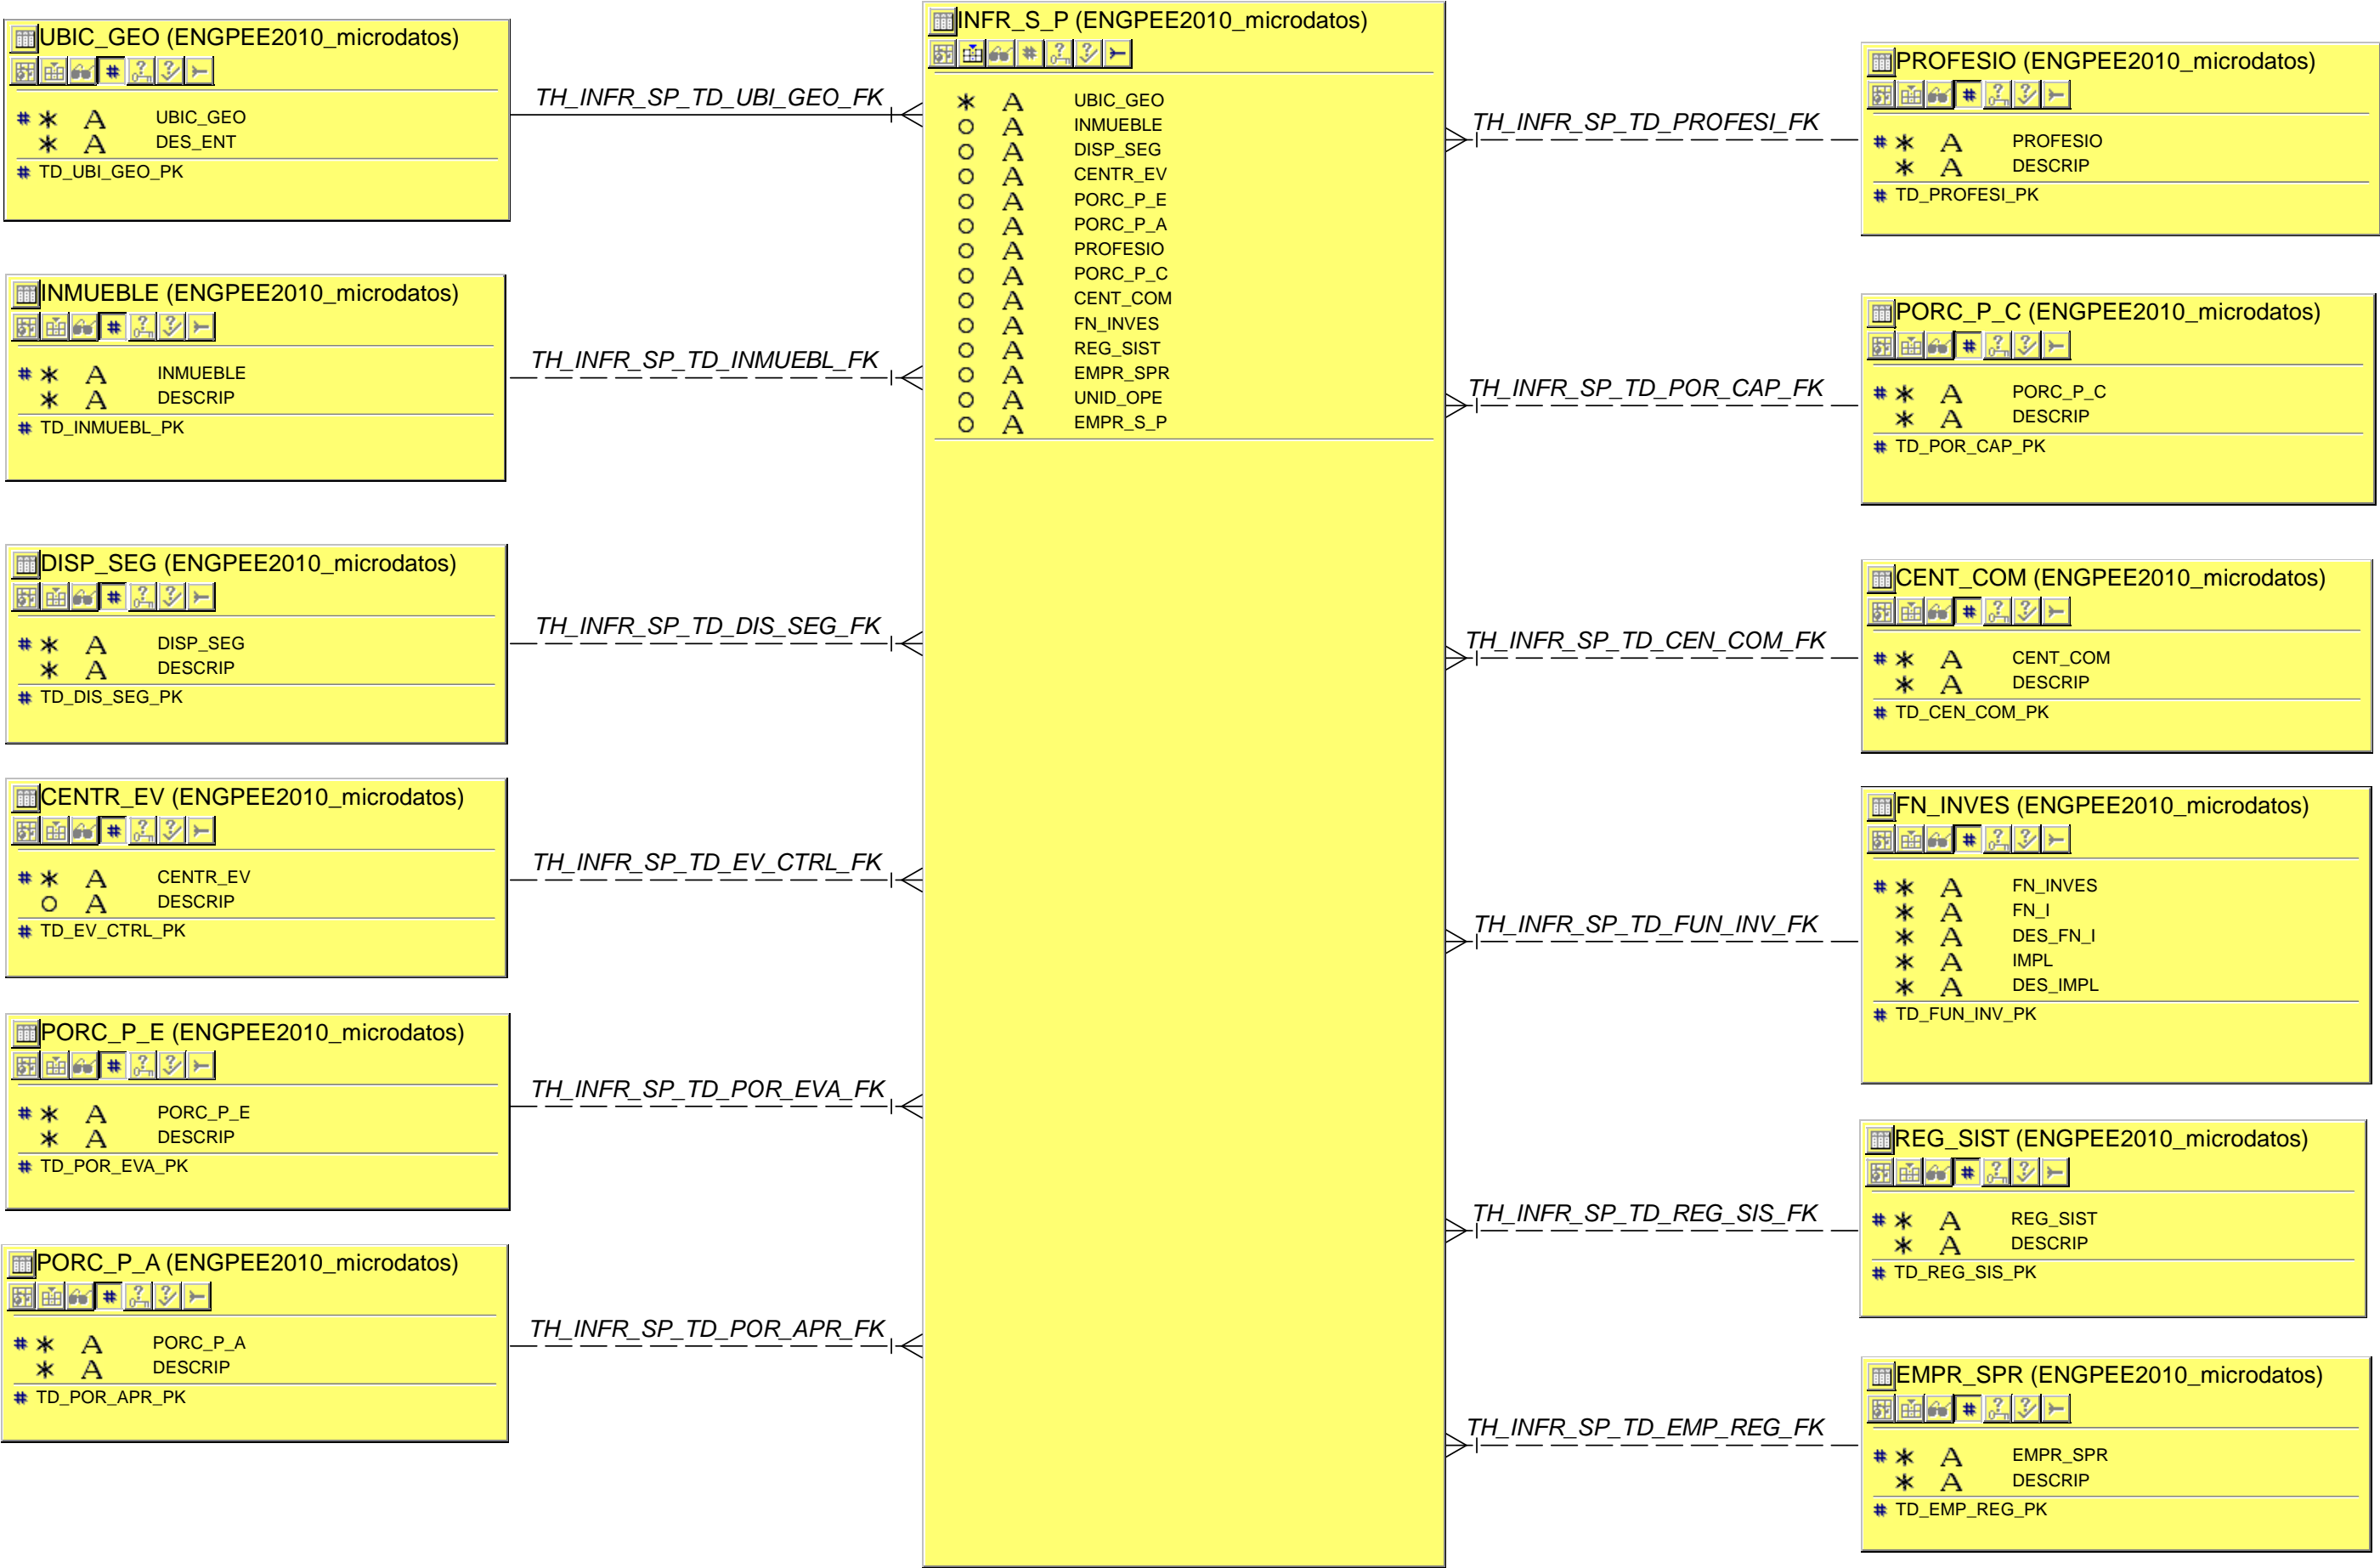 UBIC_GEO (ENGPEE2010_microdatos)
# * A UBIC_GEO
* A DES_ENT
# TD_UBI_GEO_PK
INMUEBLE (ENGPEE2010_microdatos)
# * A INMUEBLE
* A DESCRIP
# TD_INMUEBL_PK
DISP_SEG (ENGPEE2010_microdatos)
# * A DISP_SEG
* A DESCRIP
# TD_DIS_SEG_PK
CENTR_EV (ENGPEE2010_microdatos)
# * A CENTR_EV
O A DESCRIP
# TD_EV_CTRL_PK
PORC_P_E (ENGPEE2010_microdatos)
# * A PORC_P_E
* A DESCRIP
# TD_POR_EVA_PK
PORC_P_A (ENGPEE2010_microdatos)
# * A PORC_P_A
* A DESCRIP
# TD_POR_APR_PK
TH_INFR_SP_TD_UBI_GEO_FK
TH_INFR_SP_TD_INMUEBL_FK
TH_INFR_SP_TD_DIS_SEG_FK
TH_INFR_SP_TD_EV_CTRL_FK
TH_INFR_SP_TD_POR_EVA_FK
TH_INFR_SP_TD_POR_APR_FK
INFR_S_P (ENGPEE2010_microdatos)
* A UBIC_GEO
O A INMUEBLE
O A DISP_SEG
O A CENTR_EV
O A PORC_P_E
O A PORC_P_A
O A PROFESIO
O A PORC_P_C
O A CENT_COM
O A FN_INVES
O A REG_SIST
O A EMPR_SPR
O A UNID_OPE
O A EMPR_S_P
TH_INFR_SP_TD_PROFESI_FK
TH_INFR_SP_TD_POR_CAP_FK
TH_INFR_SP_TD_CEN_COM_FK
TH_INFR_SP_TD_FUN_INV_FK
TH_INFR_SP_TD_REG_SIS_FK
TH_INFR_SP_TD_EMP_REG_FK
PROFESIO (ENGPEE2010_microdatos)
# * A PROFESIO
* A DESCRIP
# TD_PROFESI_PK
PORC_P_C (ENGPEE2010_microdatos)
# * A PORC_P_C
* A DESCRIP
# TD_POR_CAP_PK
CENT_COM (ENGPEE2010_microdatos)
# * A CENT_COM
* A DESCRIP
# TD_CEN_COM_PK
FN_INVES (ENGPEE2010_microdatos)
# * A FN_INVES
* A FN_I
* A DES_FN_I
* A IMPL
* A DES_IMPL
# TD_FUN_INV_PK
REG_SIST (ENGPEE2010_microdatos)
# * A REG_SIST
* A DESCRIP
# TD_REG_SIS_PK
EMPR_SPR (ENGPEE2010_microdatos)
# * A EMPR_SPR
* A DESCRIP
# TD_EMP_REG_PK